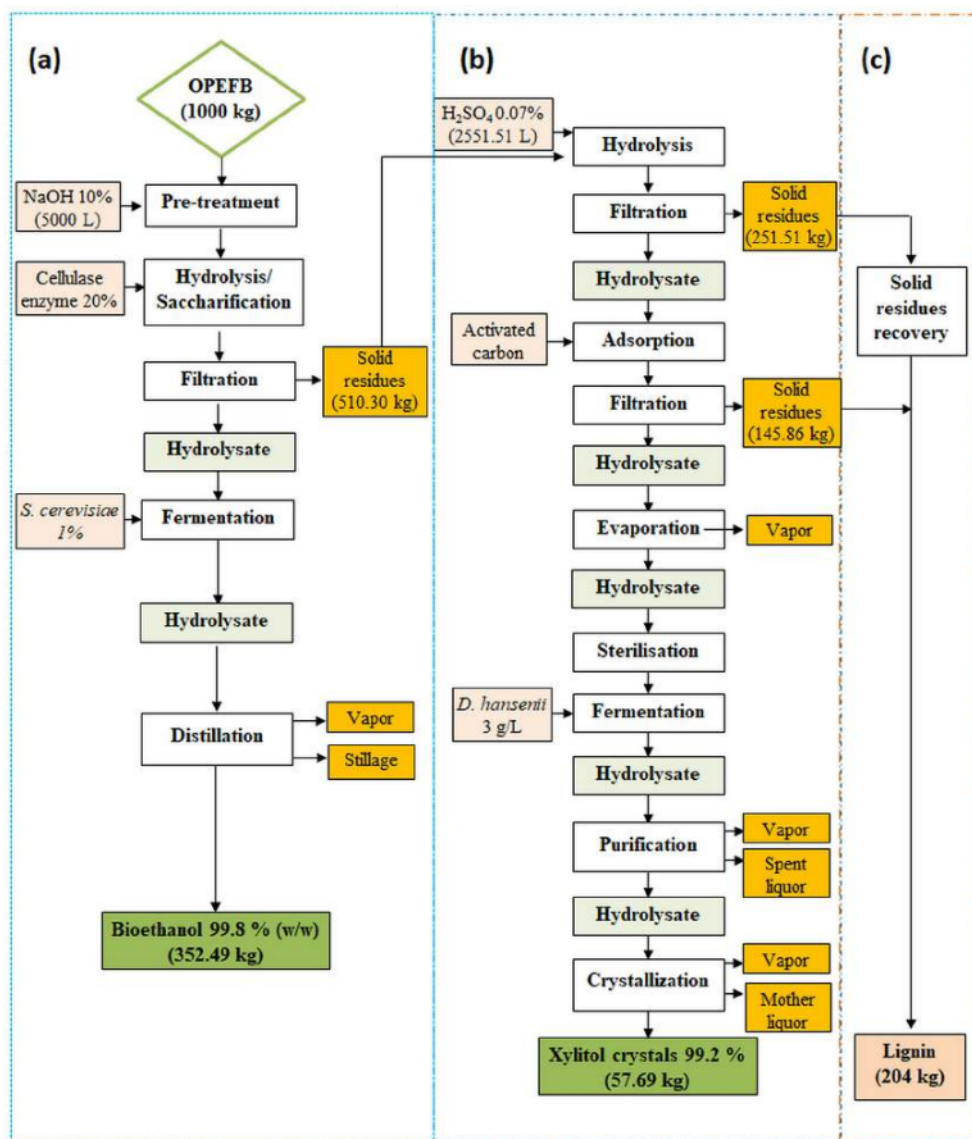 (a)
OPEFB
(1000 kg)
NaOH 10%
(5000 L)
Pre-treatment
Cellulase
enzyme 20%
Hydrolysis/
Saccharification
Filtration
Solid
residues
(510.30 kg)
Hydrolysate
S. cerevisiae
1%
Fermentation
Hydrolysate
Distillation
Vapor
Stillage
Bioethanol 99.8 % (w/w)
(352.49 kg)
(b)
H₂SO₄ 0.07%
(2551.51 L)
Hydrolysis
Filtration
Solid
residues
(251.51 kg)
Hydrolysate
Activated
carbon
Adsorption
Filtration
Solid
residues
(145.86 kg)
Hydrolysate
Evaporation
Vapor
Hydrolysate
Sterilisation
D. hansenii
3 g/L
Fermentation
Hydrolysate
Purification
Vapor
Spent
liquor
Hydrolysate
Crystallization
Vapor
Mother
liquor
Xylitol crystals 99.2 %
(57.69 kg)
(c)
Solid
residues
recovery
Lignin
(204 kg)